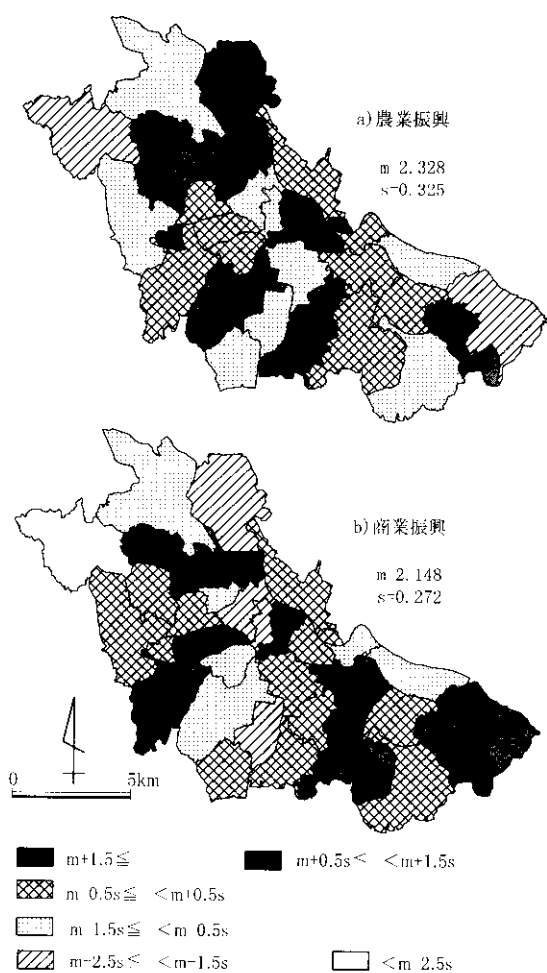 a)農業振興
m 2.328
s=0.325
b)商業振興
m 2.148
s=0.272
0 5km
m+1.5≦
m+0.5s≤ <m+1.5s
m 0.5s≦ <m+0.5s
m 1.5s≦ <m 0.5s
m-2.5s≤ <m-1.5s
<m 2.5s